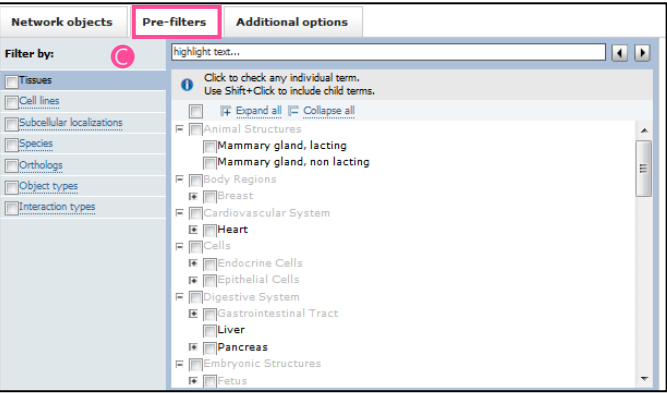 Network objects
Pre-filters
Additional options
Filter by:
C
highlight text...
Tissues
Cell lines
Subcellular localizations
Species
Orthologs
Object types
Interaction types
Click to check any individual term.
Use Shift+Click to include child terms.
Expand all Collapse all
Animal Structures
Mammary gland, lacting
Mammary gland, non lacting
Body Regions
Breast
Cardiovascular System
Heart
Cells
Endocrine Cells
Epithelial Cells
Digestive System
Gastrointestinal Tract
Liver
Pancreas
Embryonic Structures
Fetus